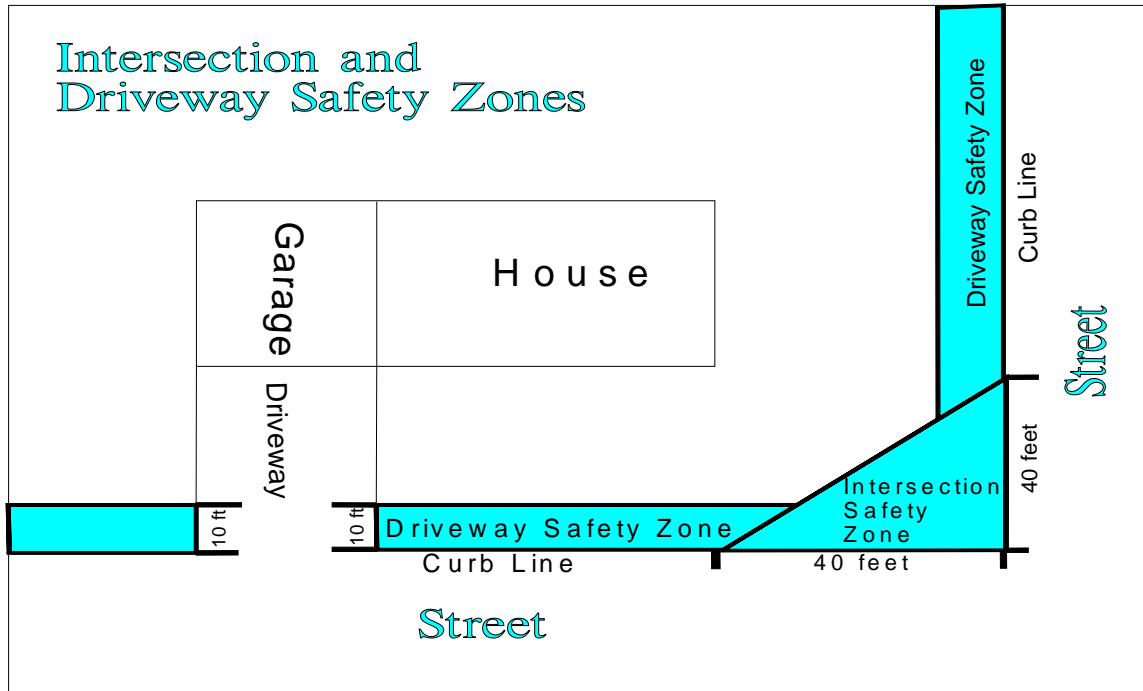 Intersection and
Driveway Safety Zones
Driveway Safety Zone
Curb Line
Street
Garage
House
Driveway
40 feet
10 ft
10 ft
Driveway Safety Zone
Intersection
Safety
Zone
Curb Line
40 feet
Street